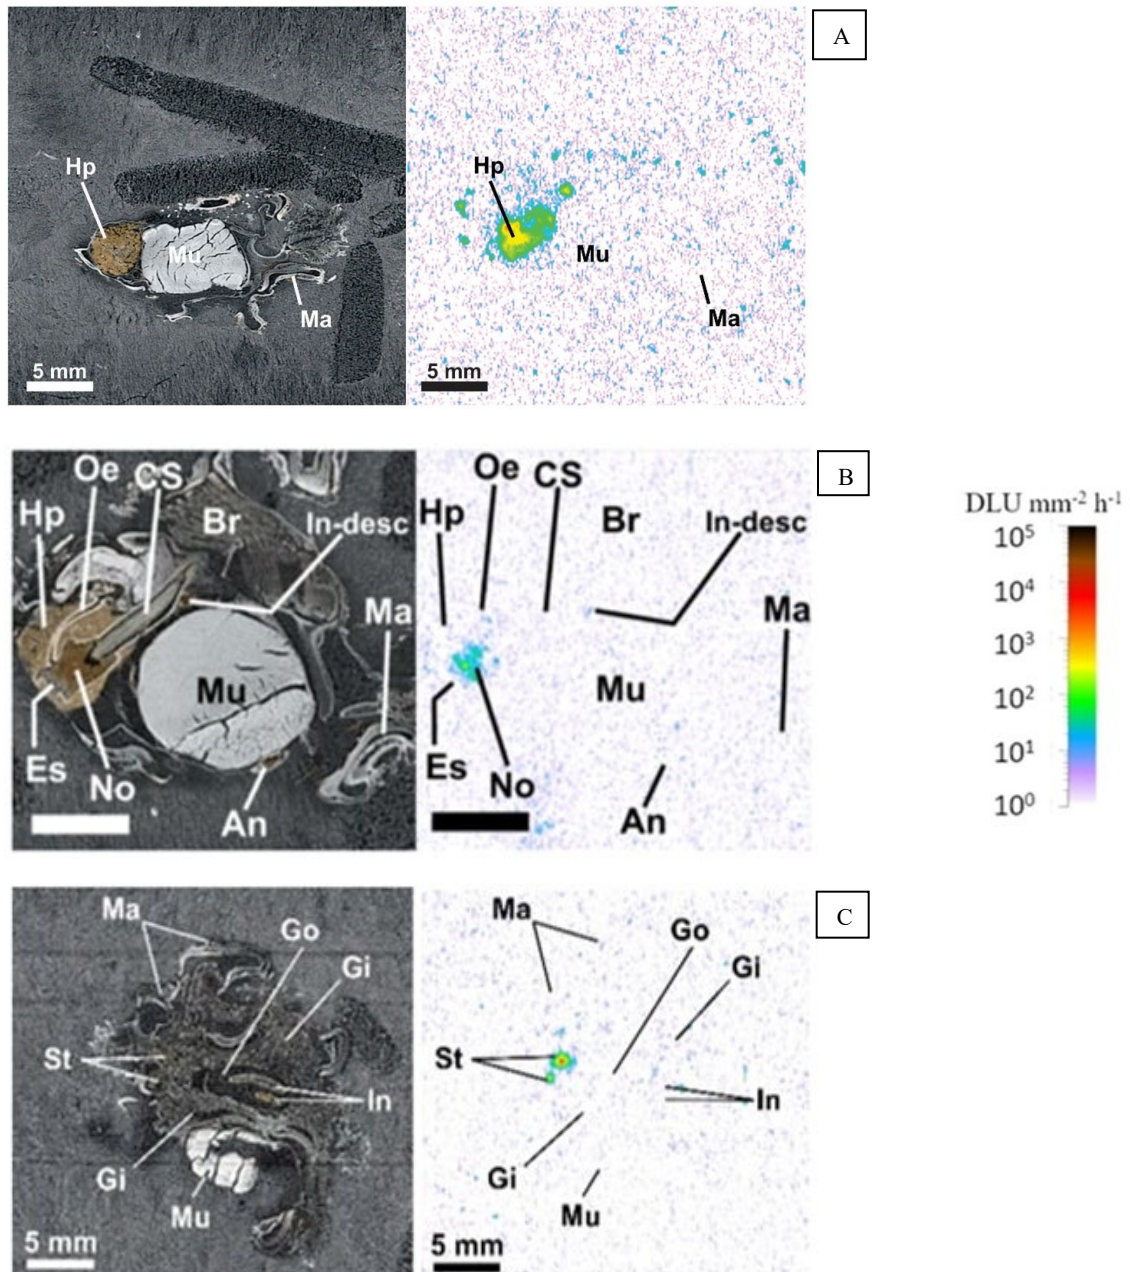 A
Hp
Mu
Ma
5 mm
Hp
Mu
Ma
5 mm
B
Oe CS
Hp
Br
In-desc
Ma
Mu
Es
No
An
Oe CS
Hp
Br
In-desc
Ma
Mu
Es
No
An
DLU mm-2 h-1
10⁵
10⁴
10³
10²
10¹
10⁰
C
Ma
Go
Gi
St
In
Gi
Mu
5 mm
Ma
Go
Gi
St
In
Gi
Mu
5 mm